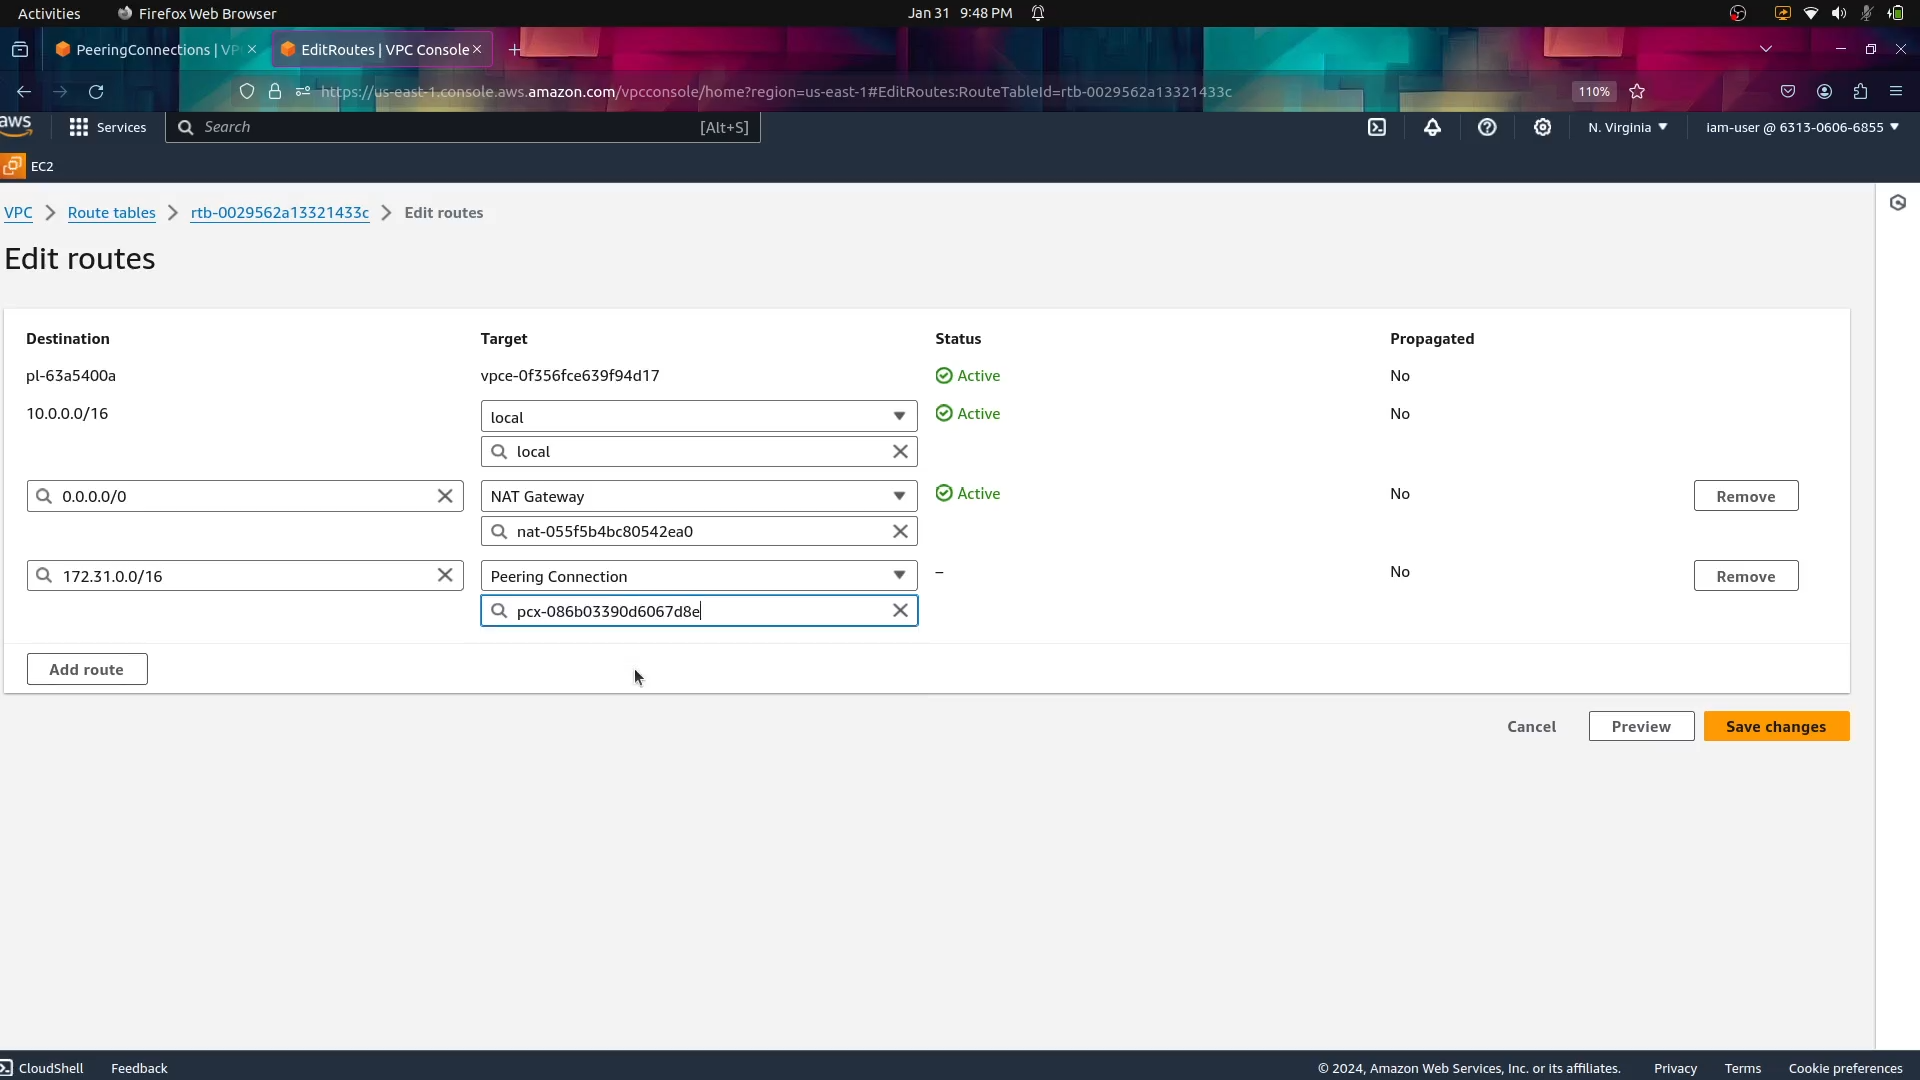 Activities Firefox Web Browser Jan 31 9:48 PM
PeeringConnections | VP EditRoutes | VPC Console
https://us-east-1.console.aws.amazon.com/vpcconsole/home?region=us-east-1#EditRoutes:RouteTableId=rtb-0029562a13321433c 110%
aws Services Search [Alt+S] N. Virginia iam-user @ 6313-0606-6855
EC2
VPC Route tables rtb-0029562a13321433c Edit routes
Edit routes
Destination Target Status Propagated
pl-63a5400a vpce-0f356fce639f94d17 Active No
10.0.0.0/16 local Active No
local
0.0.0.0/0 NAT Gateway Active No Remove
nat-055f5b4bc80542ea0
172.31.0.0/16 Peering Connection – No Remove
pcx-086b03390d6067d8e
Add route
Cancel Preview Save changes
CloudShell Feedback © 2024, Amazon Web Services, Inc. or its affiliates. Privacy Terms Cookie preferences